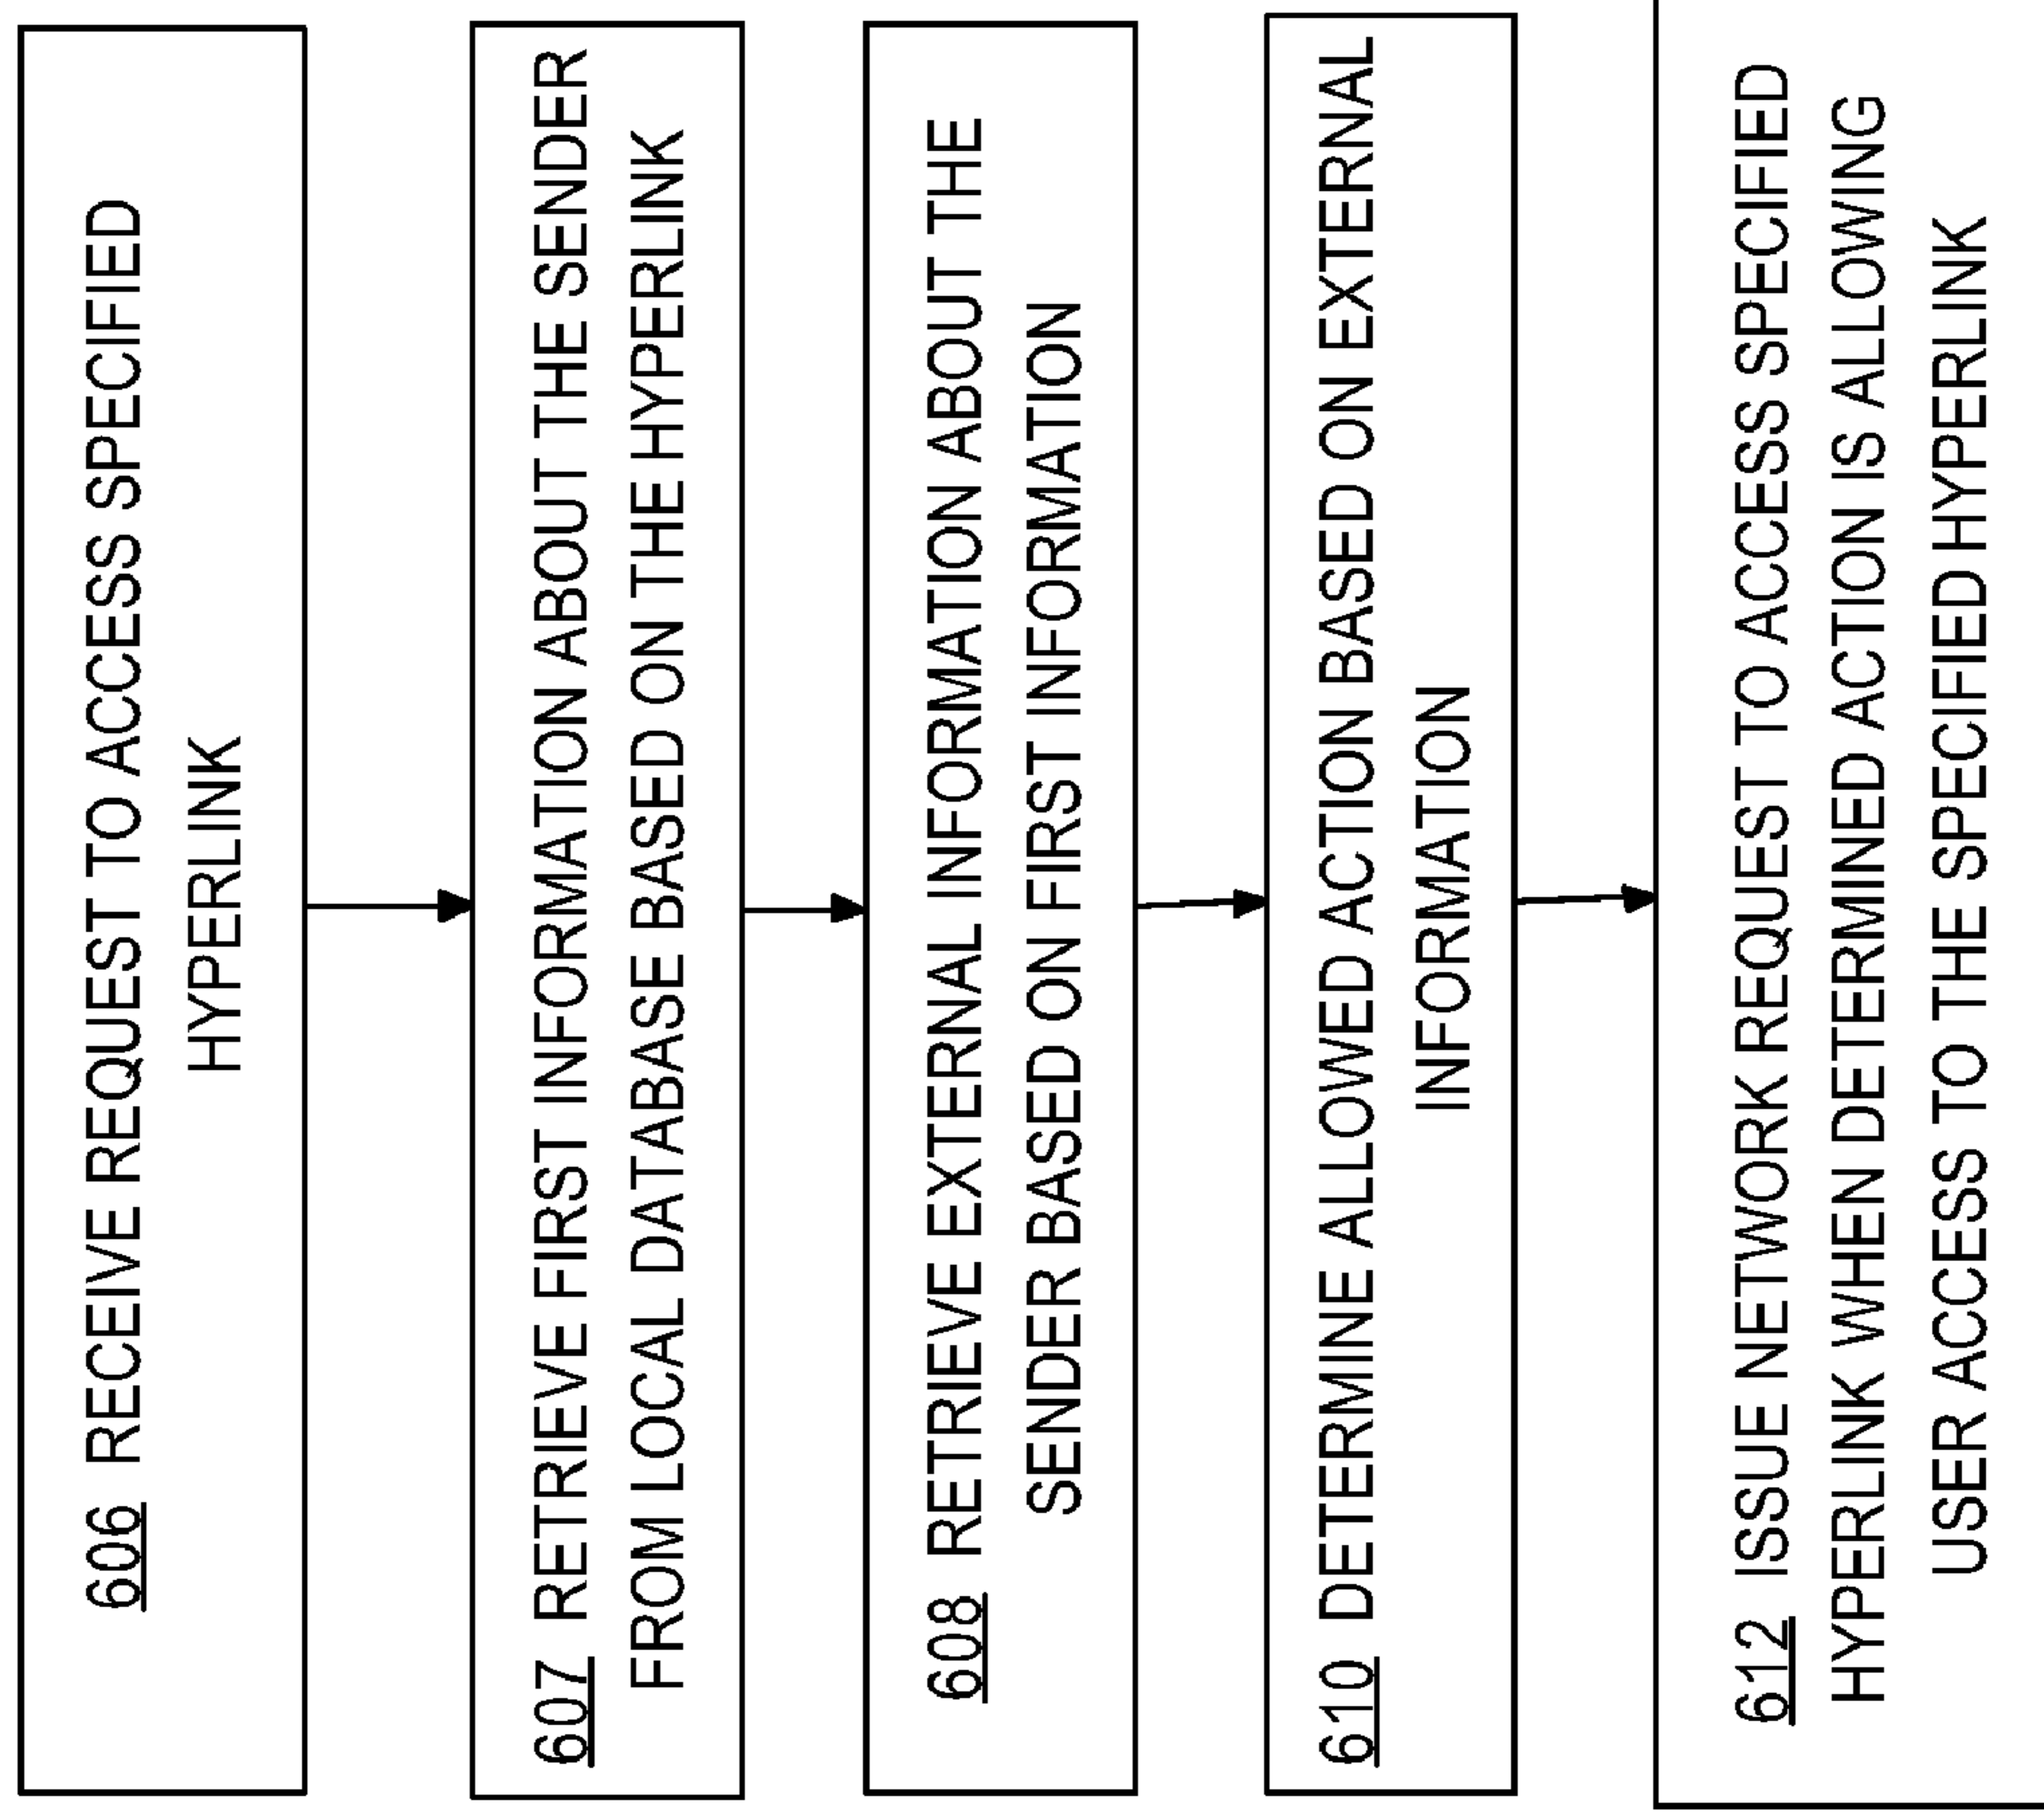 606 RECEIVE REQUEST TO ACCESS SPECIFIED
HYPERLINK
607 RETRIEVE FIRST INFORMATION ABOUT THE SENDER
FROM LOCAL DATABASE BASED ON THE HYPERLINK
608 RETRIEVE EXTERNAL INFORMATION ABOUT THE
SENDER BASED ON FIRST INFORMATION
610 DETERMINE ALLOWED ACTION BASED ON EXTERNAL
INFORMATION
612 ISSUE NETWORK REQUEST TO ACCESS SPECIFIED
HYPERLINK WHEN DETERMINED ACTION IS ALLOWING
USER ACCESS TO THE SPECIFIED HYPERLINK